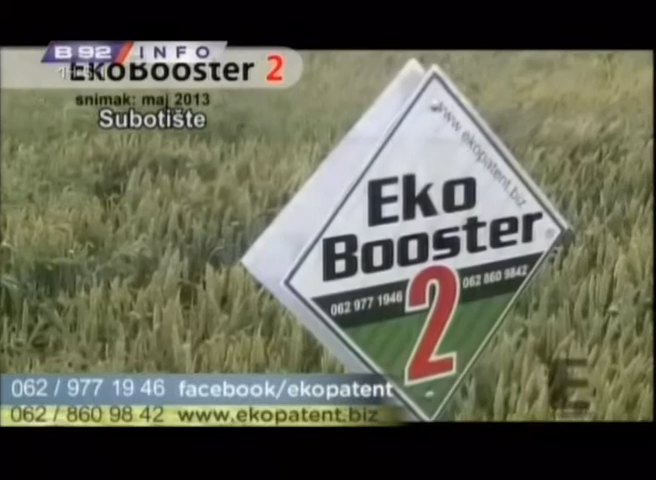 B92 INFO
EkoBooster 2
snimak: maj 2013
Subotište
www.ekopatent.biz
Eko
Booster
062 977 1946 2 062 860 9842
062 / 977 19 46 facebook/ekopatent
062 / 860 98 42 www.ekopatent.biz
E